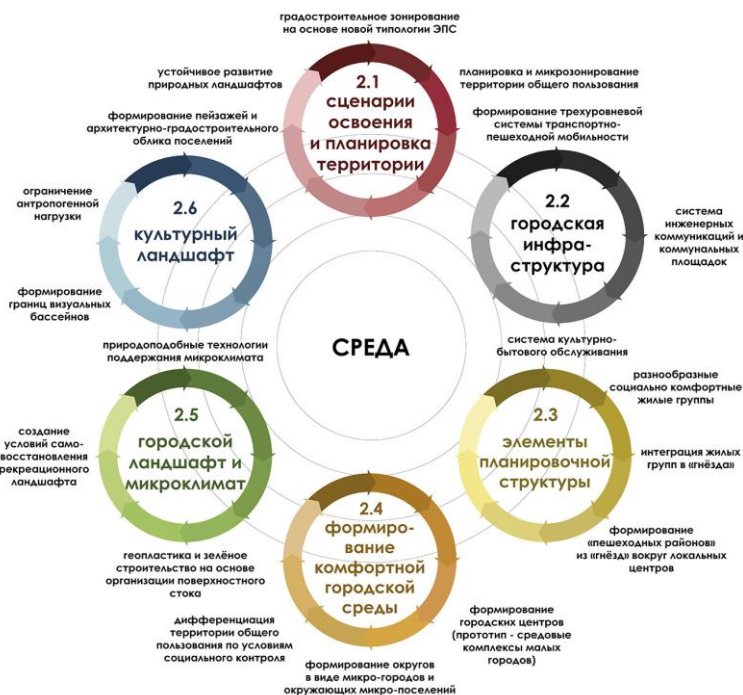 градостроительное зонирование
на основе новой типологии ЭПС
устойчивое развитие
природных ландшафтов
планировка и микрозонирование
территории общего пользования
2.1
сценарии
освоения
и планировка
территории
формирование пейзажей и
архитектурно-градостроительного
облика поселений
формирование трехуровневой
системы транспортно-
пешеходной мобильности
ограничение
антропогенной
нагрузки
2.6
культурный
ландшафт
2.2
городская
инфра-
структура
система
инженерных
коммуникаций и
коммунальных
площадок
формирование
границ визуальных
бассейнов
СРЕДА
природоподобные технологии
поддержания микроклимата
система культурно-
бытового обслуживания
разнообразные
социально комфортные
жилые группы
создание
условий само-
восстановления
рекреационного
ландшафта
2.5
городской
ландшафт и
микроклимат
2.3
элементы
планировочной
структуры
интеграция жилых
групп в «гнёзда»
2.4
формиро-
вание
комфортной
городской
среды
формирование
«пешеходных районов»
из «гнёзд» вокруг локальных
центров
геопластика и зелёное
строительство на основе
организации поверхностного
стока
дифференциация
территории общего
пользования по условиям
социального контроля
формирование
городских центров
(прототип - средовые
комплексы малых
городов)
формирование округов
в виде микро-городов и
окружающих микро-поселений